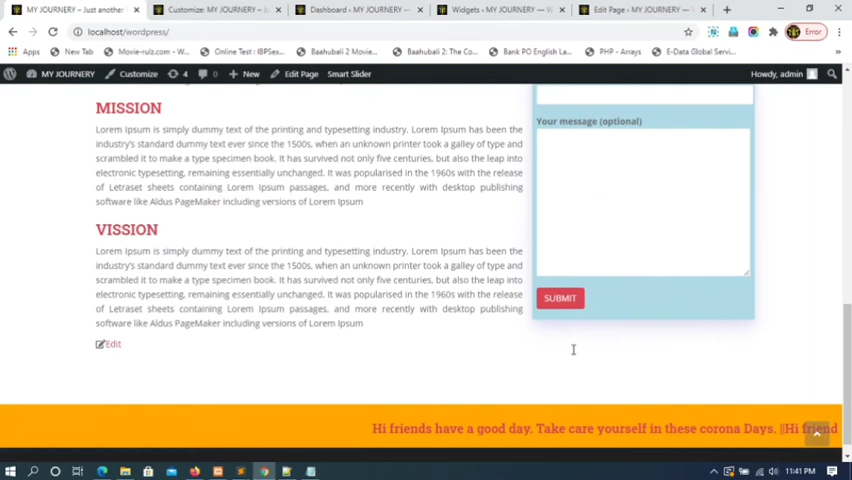 MY JOURNERY – Just another
Customize: MY JOURNERY – J
Dashboard ‹ MY JOURNERY — W
Widgets ‹ MY JOURNERY — W
Edit Page ‹ MY JOURNERY — W
localhost/wordpress/
Error
Apps
New Tab
Movie-rulz.com - W...
Online Test : IBPSex...
Baahubali 2 Movie...
Baahubali 2: The Co...
Bank PO English La...
PHP - Arrays
E-Data Global Servi...
MY JOURNERY
Customize
4
0
New
Edit Page
Smart Slider
Howdy, admin
MISSION
Lorem Ipsum is simply dummy text of the printing and typesetting industry. Lorem Ipsum has been the
industry's standard dummy text ever since the 1500s, when an unknown printer took a galley of type and
scrambled it to make a type specimen book. It has survived not only five centuries, but also the leap into
electronic typesetting, remaining essentially unchanged. It was popularised in the 1960s with the release
of Letraset sheets containing Lorem Ipsum passages, and more recently with desktop publishing
software like Aldus PageMaker including versions of Lorem Ipsum
VISSION
Lorem Ipsum is simply dummy text of the printing and typesetting industry. Lorem Ipsum has been the
industry's standard dummy text ever since the 1500s, when an unknown printer took a galley of type and
scrambled it to make a type specimen book. It has survived not only five centuries, but also the leap into
electronic typesetting, remaining essentially unchanged. It was popularised in the 1960s with the release
of Letraset sheets containing Lorem Ipsum passages, and more recently with desktop publishing
software like Aldus PageMaker including versions of Lorem Ipsum
Edit
Your message (optional)
SUBMIT
Hi friends have a good day. Take care yourself in these corona Days. ||Hi friend
11:41 PM